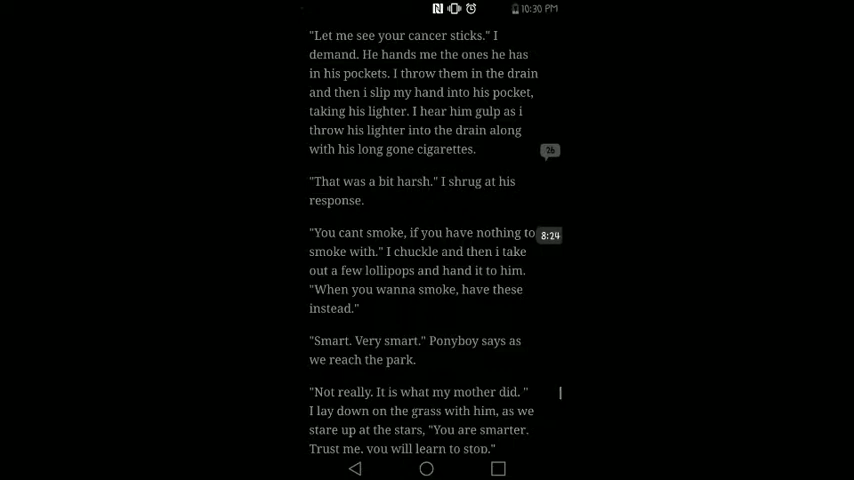 10:30 PM
"Let me see your cancer sticks." I
demand. He hands me the ones he has
in his pockets. I throw them in the drain
and then i slip my hand into his pocket,
taking his lighter. I hear him gulp as i
throw his lighter into the drain along
with his long gone cigarettes.
26
"That was a bit harsh." I shrug at his
response.
"You cant smoke, if you have nothing to
8:24
smoke with." I chuckle and then i take
out a few lollipops and hand it to him.
"When you wanna smoke, have these
instead."
"Smart. Very smart." Ponyboy says as
we reach the park.
"Not really. It is what my mother did. "
I lay down on the grass with him, as we
stare up at the stars, "You are smarter.
Trust me, you will learn to stop."